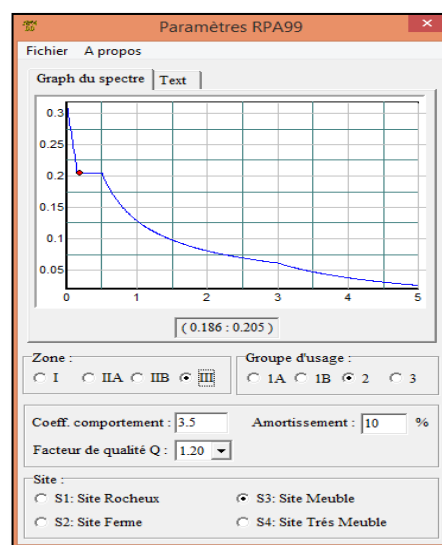 Paramètres RPA99
Fichier A propos
Graph du spectre Text
0.3
0.25
0.2
0.15
0.1
0.05
0 1 2 3 4 5
( 0.186 : 0.205 )
Zone : Groupe d'usage :
I IIA IIB III 1A 1B 2 3
Coeff. comportement : 3.5 Amortissement : 10 %
Facteur de qualité Q : 1.20
Site :
S1: Site Rocheux S3: Site Meuble
S2: Site Ferme S4: Site Trés Meuble